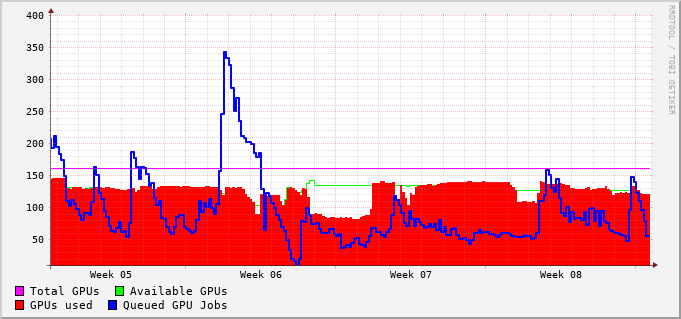 400
350
300
250
200
150
100
50
Week 05 Week 06 Week 07 Week 08
Total GPUs Available GPUs
GPUs used Queued GPU Jobs
RRDTOOL / TOBI OETIKER